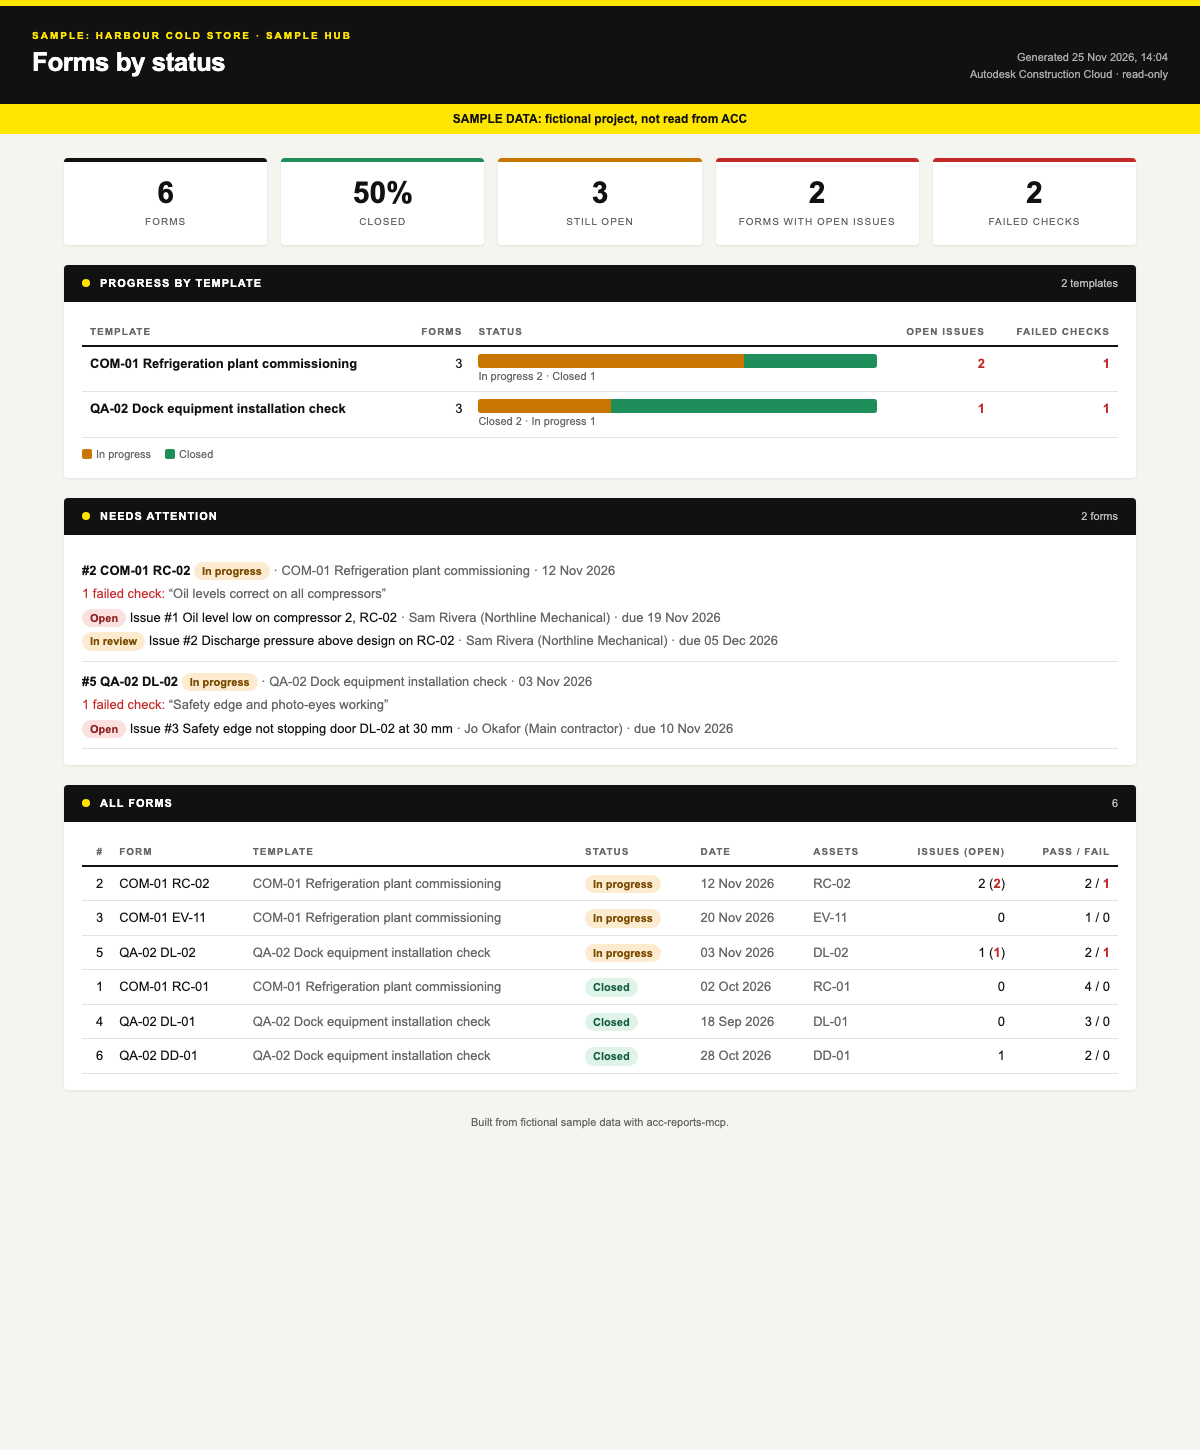 SAMPLE: HARBOUR COLD STORE · SAMPLE HUB
Forms by status
Generated 25 Nov 2026, 14:04
Autodesk Construction Cloud · read-only
SAMPLE DATA: fictional project, not read from ACC
6
FORMS
50%
CLOSED
3
STILL OPEN
2
FORMS WITH OPEN ISSUES
2
FAILED CHECKS
PROGRESS BY TEMPLATE 2 templates
TEMPLATE FORMS STATUS OPEN ISSUES FAILED CHECKS
COM-01 Refrigeration plant commissioning 3 2 1
In progress 2 · Closed 1
QA-02 Dock equipment installation check 3 1 1
Closed 2 · In progress 1
In progress Closed
NEEDS ATTENTION 2 forms
#2 COM-01 RC-02 In progress · COM-01 Refrigeration plant commissioning · 12 Nov 2026
1 failed check: “Oil levels correct on all compressors”
Open Issue #1 Oil level low on compressor 2, RC-02 · Sam Rivera (Northline Mechanical) · due 19 Nov 2026
In review Issue #2 Discharge pressure above design on RC-02 · Sam Rivera (Northline Mechanical) · due 05 Dec 2026
#5 QA-02 DL-02 In progress · QA-02 Dock equipment installation check · 03 Nov 2026
1 failed check: “Safety edge and photo-eyes working”
Open Issue #3 Safety edge not stopping door DL-02 at 30 mm · Jo Okafor (Main contractor) · due 10 Nov 2026
ALL FORMS 6
# FORM TEMPLATE STATUS DATE ASSETS ISSUES (OPEN) PASS / FAIL
2 COM-01 RC-02 COM-01 Refrigeration plant commissioning In progress 12 Nov 2026 RC-02 2 (2) 2 / 1
3 COM-01 EV-11 COM-01 Refrigeration plant commissioning In progress 20 Nov 2026 EV-11 0 1 / 0
5 QA-02 DL-02 QA-02 Dock equipment installation check In progress 03 Nov 2026 DL-02 1 (1) 2 / 1
1 COM-01 RC-01 COM-01 Refrigeration plant commissioning Closed 02 Oct 2026 RC-01 0 4 / 0
4 QA-02 DL-01 QA-02 Dock equipment installation check Closed 18 Sep 2026 DL-01 0 3 / 0
6 QA-02 DD-01 QA-02 Dock equipment installation check Closed 28 Oct 2026 DD-01 1 2 / 0
Built from fictional sample data with acc-reports-mcp.